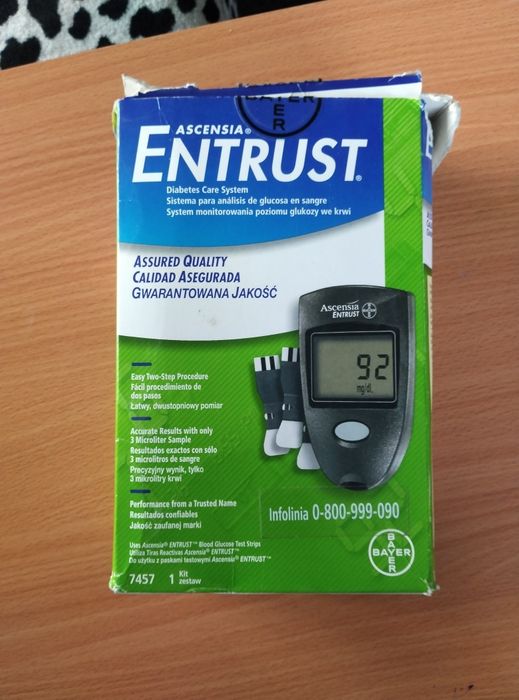 BAYER
ASCENSIA®
ENTRUST®
Diabetes Care System
Sistema para análisis de glucosa en sangre
System monitorowania poziomu glukozy we krwi
ASSURED QUALITY
CALIDAD ASEGURADA
GWARANTOWANA JAKOŚĆ
Ascensia
ENTRUST
92
mg/dL
Easy Two-Step Procedure
Fácil procedimiento de
dos pasos
Łatwy, dwustopniowy pomiar
Accurate Results with only
3 Microliter Sample
Resultados exactos con sólo
3 microlitros de sangre
Precyzyjny wynik, tylko
3 mikrolitry krwi
Performance from a Trusted Name
Resultados confiables
Jakość zaufanej marki
Infolinia 0-800-999-090
Uses Ascensia® ENTRUST™ Blood Glucose Test Strips
Utiliza Tiras Reactivas Ascensia® ENTRUST™
Do użytku z paskami testowymi Ascensia® ENTRUST™
7457 1 Kit
zestaw
BAYER